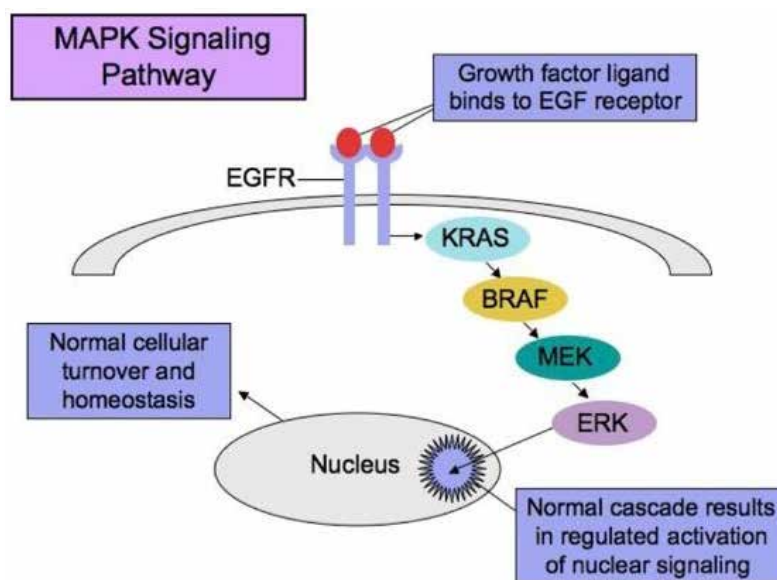 MAPK Signaling
Pathway
Growth factor ligand
binds to EGF receptor
EGFR
KRAS
BRAF
MEK
ERK
Normal cellular
turnover and
homeostasis
Nucleus
Normal cascade results
in regulated activation
of nuclear signaling